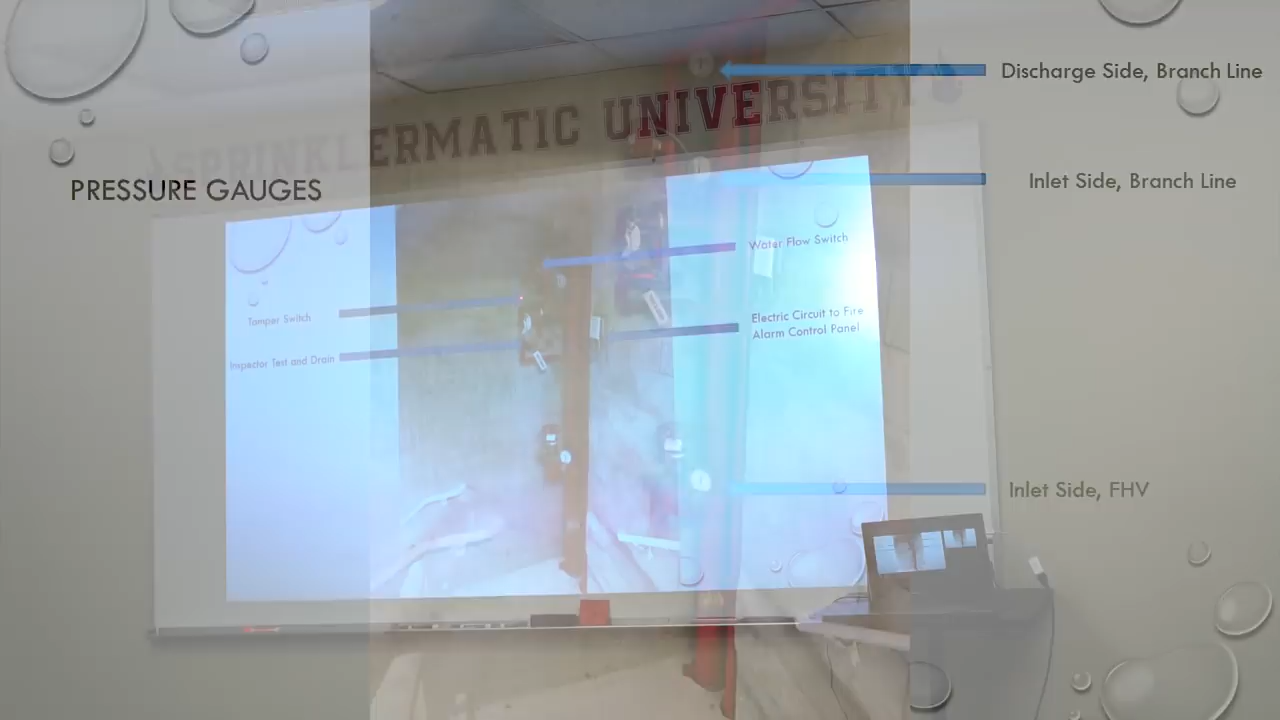 Discharge Side, Branch Line
SPRINKLERMATIC UNIVERSITY
Inlet Side, Branch Line
PRESSURE GAUGES
Water Flow Switch
Tamper Switch
Electric Circuit to Fire
Alarm Control Panel
Inspector Test and Drain
Inlet Side, FHV